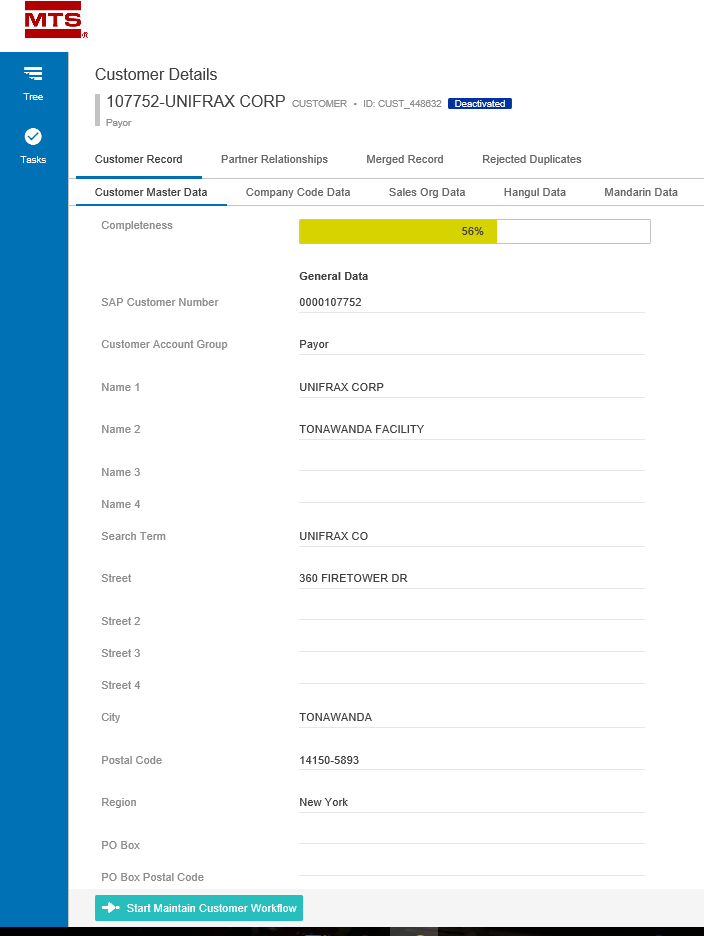 MTS
®
Tree
Tasks
Customer Details
107752-UNIFRAX CORP CUSTOMER • ID: CUST_448632 Deactivated
Payor
Customer Record Partner Relationships Merged Record Rejected Duplicates
Customer Master Data Company Code Data Sales Org Data Hangul Data Mandarin Data
Completeness 56%
General Data
SAP Customer Number 0000107752
Customer Account Group Payor
Name 1 UNIFRAX CORP
Name 2 TONAWANDA FACILITY
Name 3
Name 4
Search Term UNIFRAX CO
Street 360 FIRETOWER DR
Street 2
Street 3
Street 4
City TONAWANDA
Postal Code 14150-5893
Region New York
PO Box
PO Box Postal Code
Start Maintain Customer Workflow